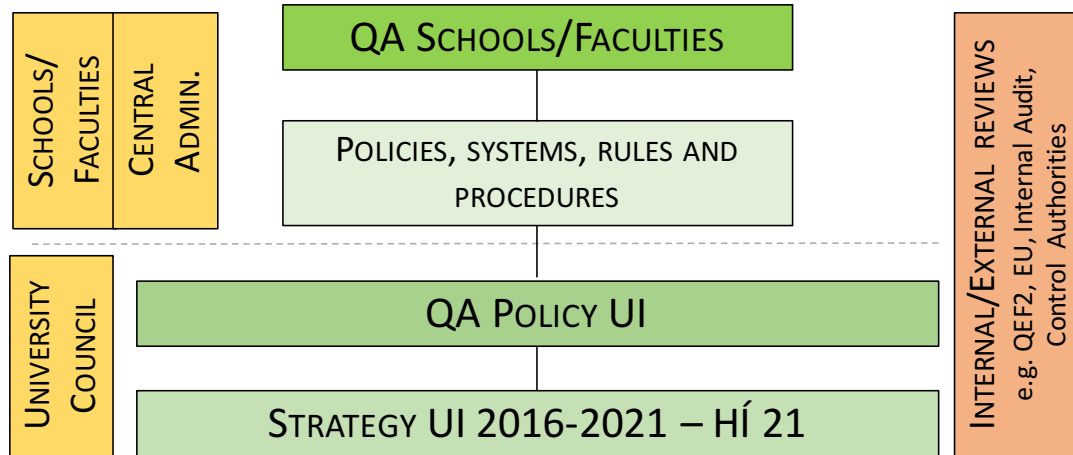 SCHOOLS/
FACULTIES
CENTRAL
ADMIN.
QA SCHOOLS/FACULTIES
POLICIES, SYSTEMS, RULES AND
PROCEDURES
UNIVERSITY
COUNCIL
QA POLICY UI
STRATEGY UI 2016-2021 – HÍ 21
INTERNAL/EXTERNAL REVIEWS
e.g. QEF2, EU, Internal Audit,
Control Authorities